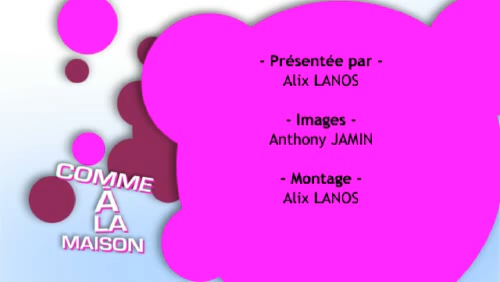 - Présentée par -
Alix LANOS
- Images -
Anthony JAMIN
- Montage -
Alix LANOS
COMME
À
LA
MAISON